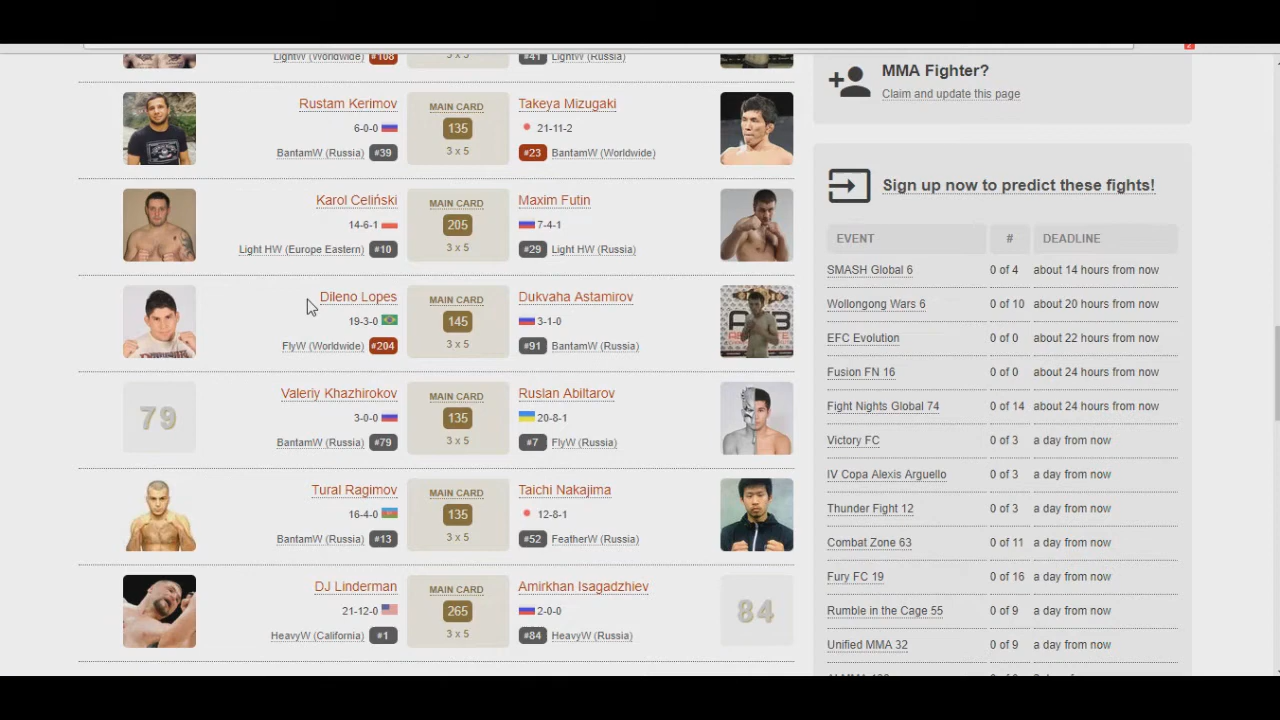 LightW (Worldwide) #108
3 x 5
#41 LightW (Russia)
Rustam Kerimov
6-0-0
BantamW (Russia) #39
MAIN CARD
135
3 x 5
Takeya Mizugaki
21-11-2
#23 BantamW (Worldwide)
Karol Celiński
14-6-1
Light HW (Europe Eastern) #10
MAIN CARD
205
3 x 5
Maxim Futin
7-4-1
#29 Light HW (Russia)
Dileno Lopes
19-3-0
FlyW (Worldwide) #204
MAIN CARD
145
3 x 5
Dukvaha Astamirov
3-1-0
#91 BantamW (Russia)
79
Valeriy Khazhirokov
3-0-0
BantamW (Russia) #79
MAIN CARD
135
3 x 5
Ruslan Abiltarov
20-8-1
#7 FlyW (Russia)
Tural Ragimov
16-4-0
BantamW (Russia) #13
MAIN CARD
135
3 x 5
Taichi Nakajima
12-8-1
#52 FeatherW (Russia)
DJ Linderman
21-12-0
HeavyW (California) #1
MAIN CARD
265
3 x 5
Amirkhan Isagadzhiev
2-0-0
#84 HeavyW (Russia)
84
2
MMA Fighter?
Claim and update this page
Sign up now to predict these fights!
EVENT # DEADLINE
SMASH Global 6 0 of 4 about 14 hours from now
Wollongong Wars 6 0 of 10 about 20 hours from now
EFC Evolution 0 of 0 about 22 hours from now
Fusion FN 16 0 of 0 about 24 hours from now
Fight Nights Global 74 0 of 14 about 24 hours from now
Victory FC 0 of 3 a day from now
IV Copa Alexis Arguello 0 of 3 a day from now
Thunder Fight 12 0 of 3 a day from now
Combat Zone 63 0 of 11 a day from now
Fury FC 19 0 of 16 a day from now
Rumble in the Cage 55 0 of 9 a day from now
Unified MMA 32 0 of 9 a day from now